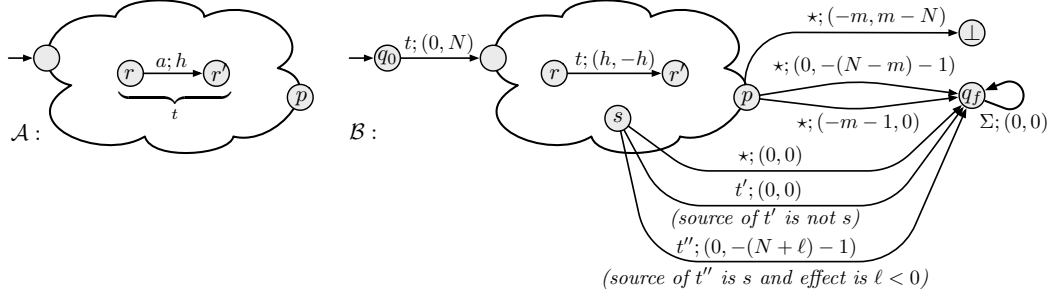 𝒜 :
r
a; h
r′
t
p
ℬ :
q₀
t; (0, N)
r
t; (h, −h)
r′
s
p
⋆; (−m, m − N)
⊥
⋆; (0, −(N − m) − 1)
⋆; (−m − 1, 0)
q_f
Σ; (0, 0)
⋆; (0, 0)
t′; (0, 0)
(source of t′ is not s)
t″; (0, −(N + ℓ) − 1)
(source of t″ is s and effect is ℓ < 0)